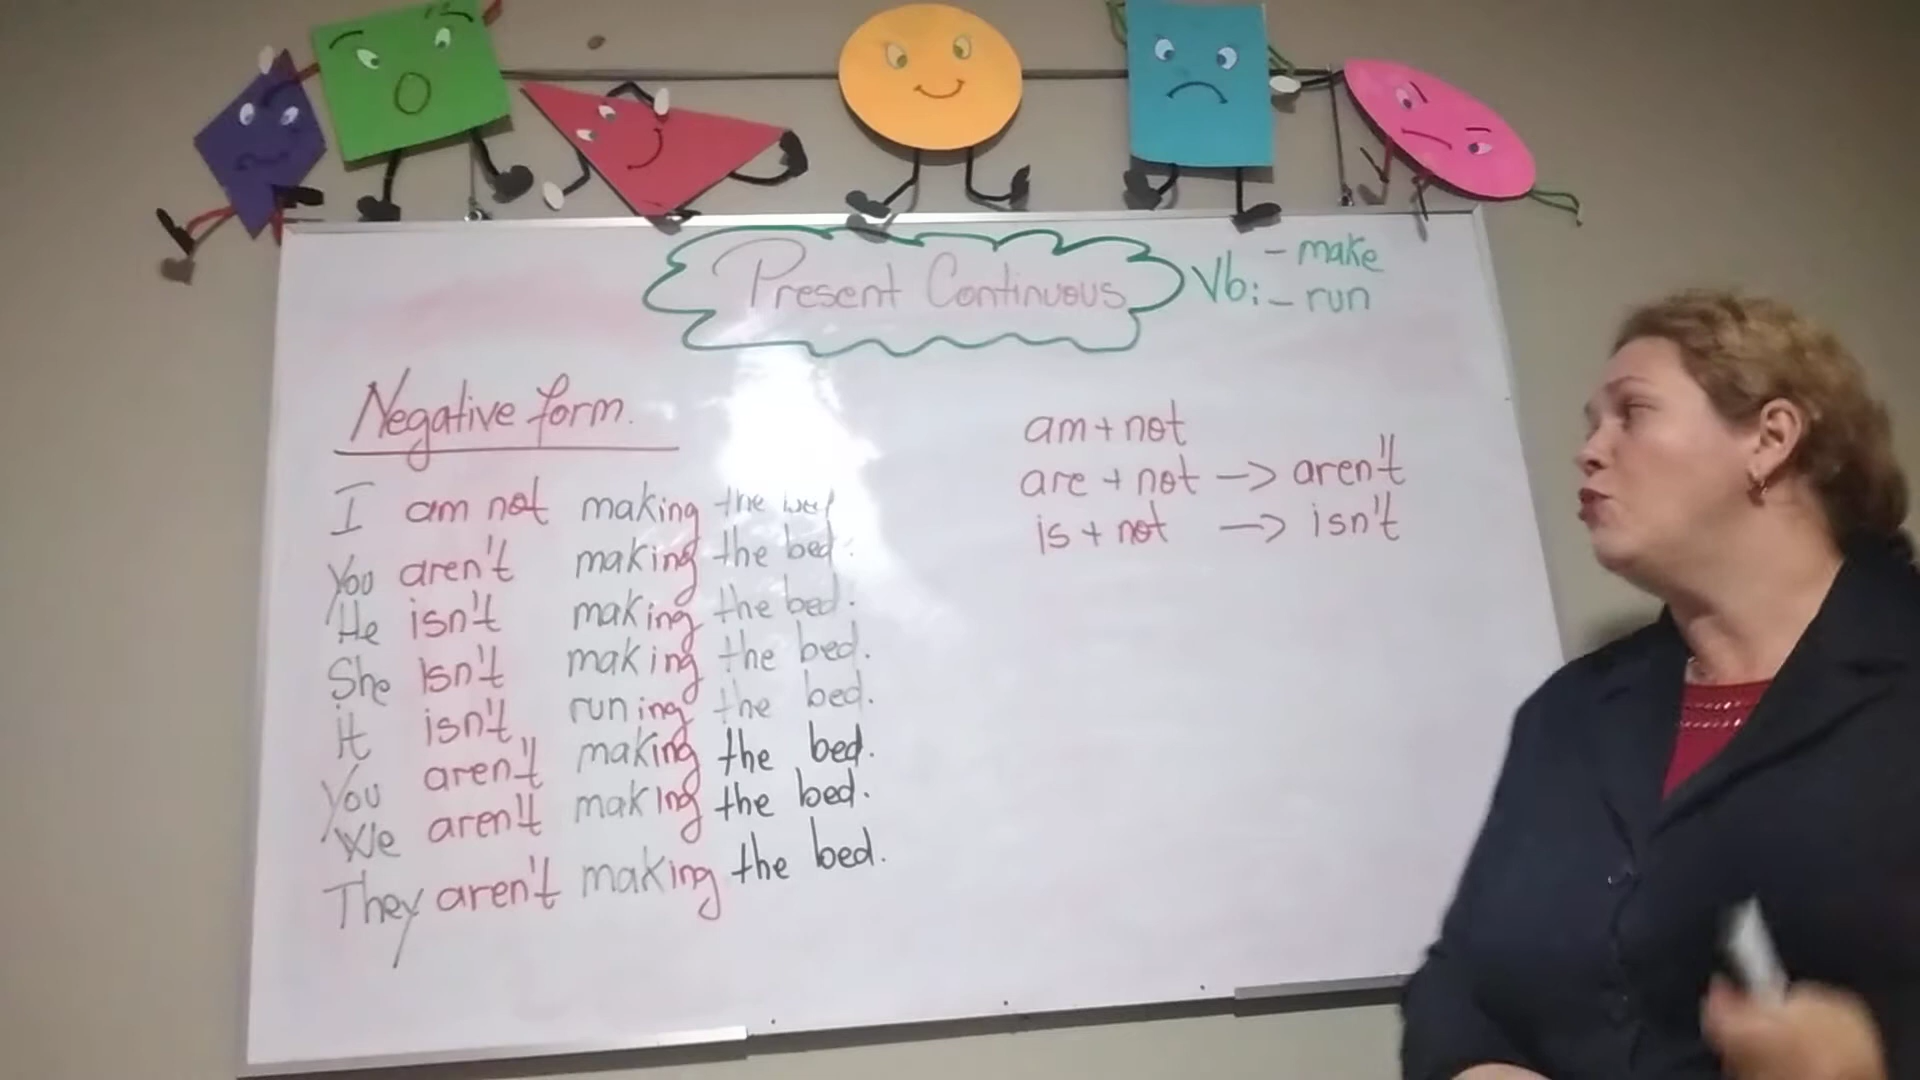 Present Continuous
Vb: - make
- run
Negative form.
I am not making the
You aren't making the bed.
He isn't making the bed.
She isn't making the bed.
it isn't runing the bed.
You aren't making the bed.
We aren't making the bed.
They aren't making the bed.
am + not
are + not -> aren't
is + not -> isn't